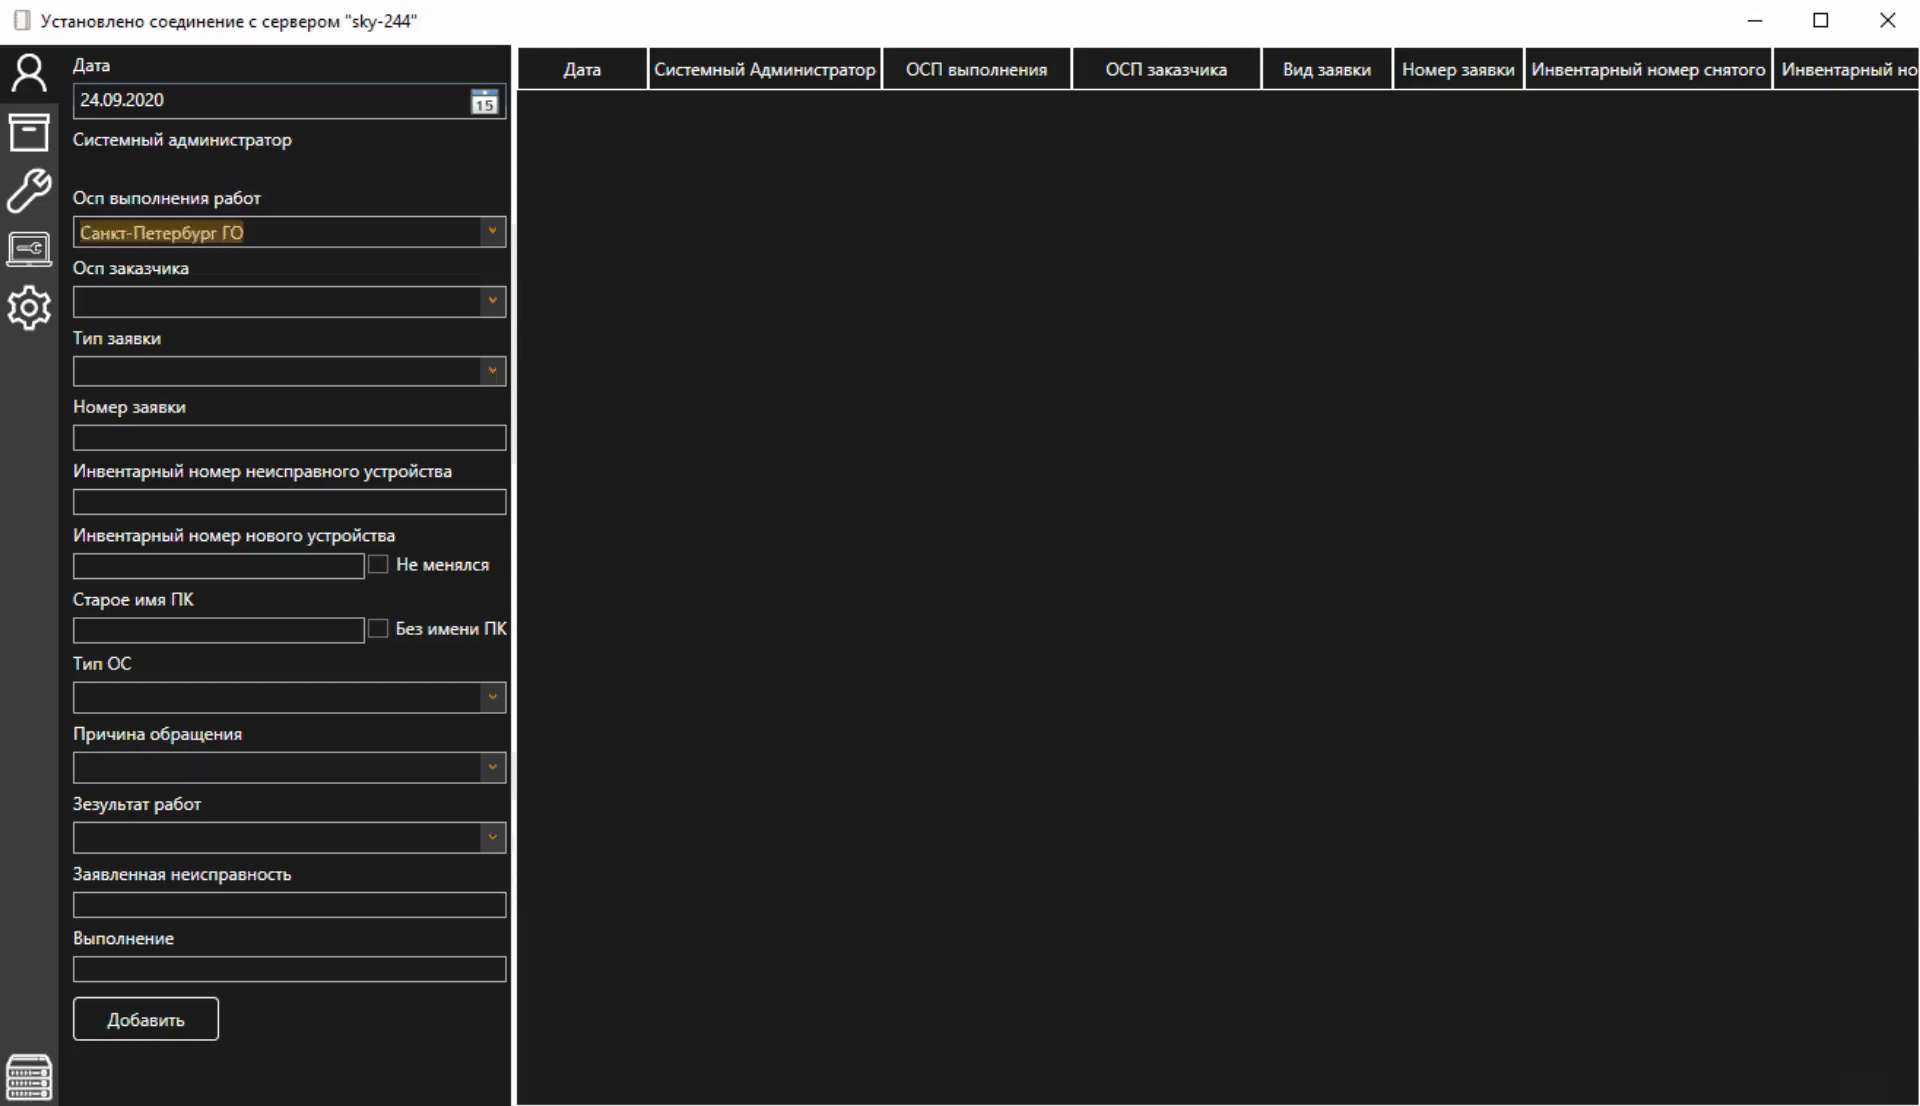 Установлено соединение с сервером "sky-244"
Дата
24.09.2020
15
Системный администратор
Осп выполнения работ
Санкт-Петербург ГО
Осп заказчика
Тип заявки
Номер заявки
Инвентарный номер неисправного устройства
Инвентарный номер нового устройства
Не менялся
Старое имя ПК
Без имени ПК
Тип ОС
Причина обращения
Зезультат работ
Заявленная неисправность
Выполнение
Добавить
Дата Системный Администратор ОСП выполнения ОСП заказчика Вид заявки Номер заявки Инвентарный номер снятого Инвентарный но